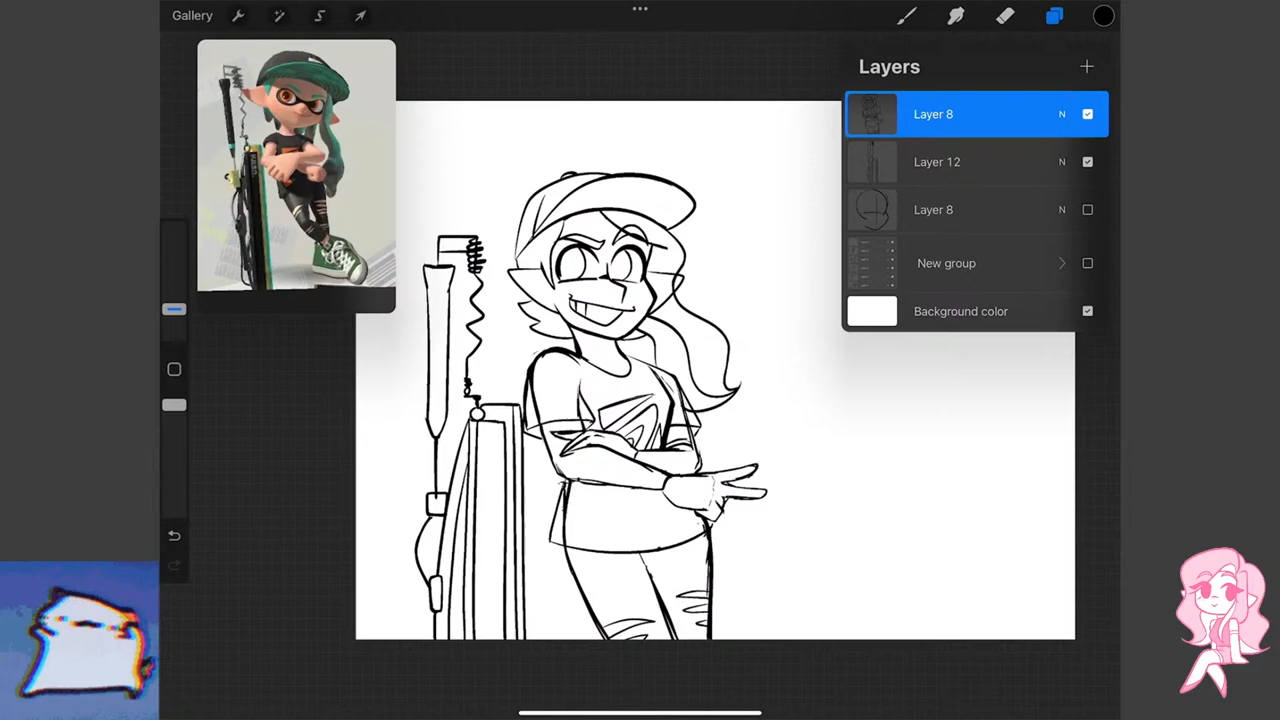 Gallery
Layers
Layer 8 N
Layer 12 N
Layer 8 N
New group
Background color